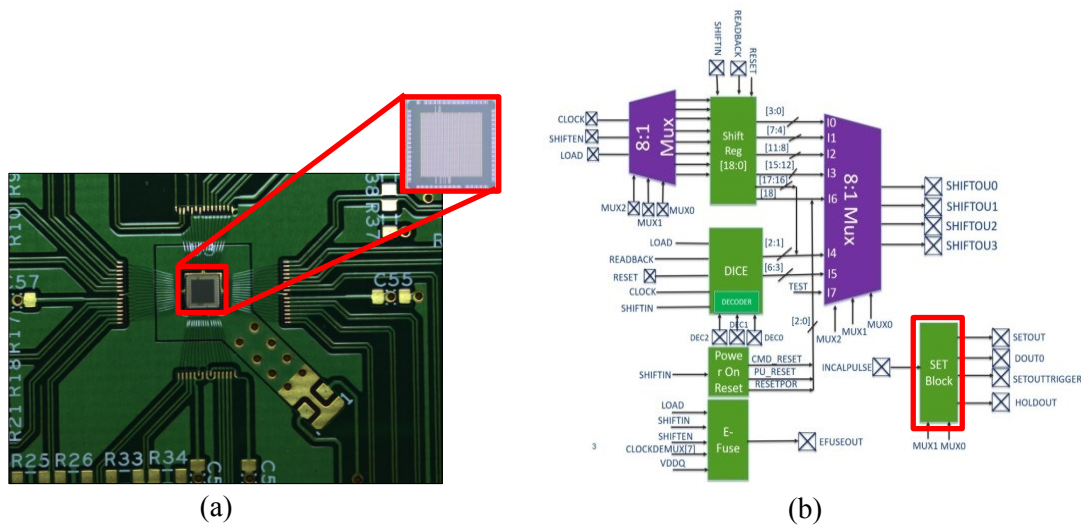 R9
R10
R18
R21
R25
R26
R33
R34
C55
38
R37
1
(a)
SHIFTIN
READBACK
RESET
CLOCK
SHIFTEN
LOAD
8:1
Mux
MUX2
MUX1
MUX0
Shift
Reg
[18:0]
[3:0]
[7:4]
[11:8]
[15:12]
[17:16]
[18]
I0
I1
I2
I3
I6
I4
I5
I7
8:1 Mux
SHIFTOU0
SHIFTOU1
SHIFTOU2
SHIFTOU3
LOAD
READBACK
RESET
CLOCK
SHIFTIN
DICE
DECODER
[2:1]
[6:3]
TEST
[2:0]
MUX2
MUX1
MUX0
DEC2
DEC1
DEC0
SHIFTIN
Powe
r On
Reset
CMD_RESET
PU_RESET
RESETPOR
LOAD
SHIFTIN
SHIFTEN
CLOCKDEMUX[7]
VDDQ
E-
Fuse
EFUSEOUT
3
INCALPULSE
SET
Block
SETOUT
DOUT0
SETOUTTRIGGER
HOLDOUT
MUX1 MUX0
(b)